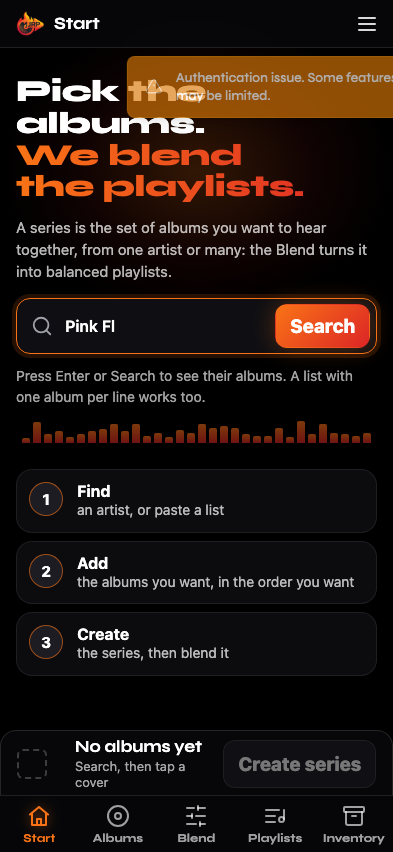 Start
Authentication issue. Some features
may be limited.
Pick the
albums.
We blend
the playlists.
A series is the set of albums you want to hear
together, from one artist or many: the Blend turns it
into balanced playlists.
Pink Fl
Search
Press Enter or Search to see their albums. A list with
one album per line works too.
1
Find
an artist, or paste a list
2
Add
the albums you want, in the order you want
3
Create
the series, then blend it
No albums yet
Search, then tap a
cover
Create series
Start
Albums
Blend
Playlists
Inventory